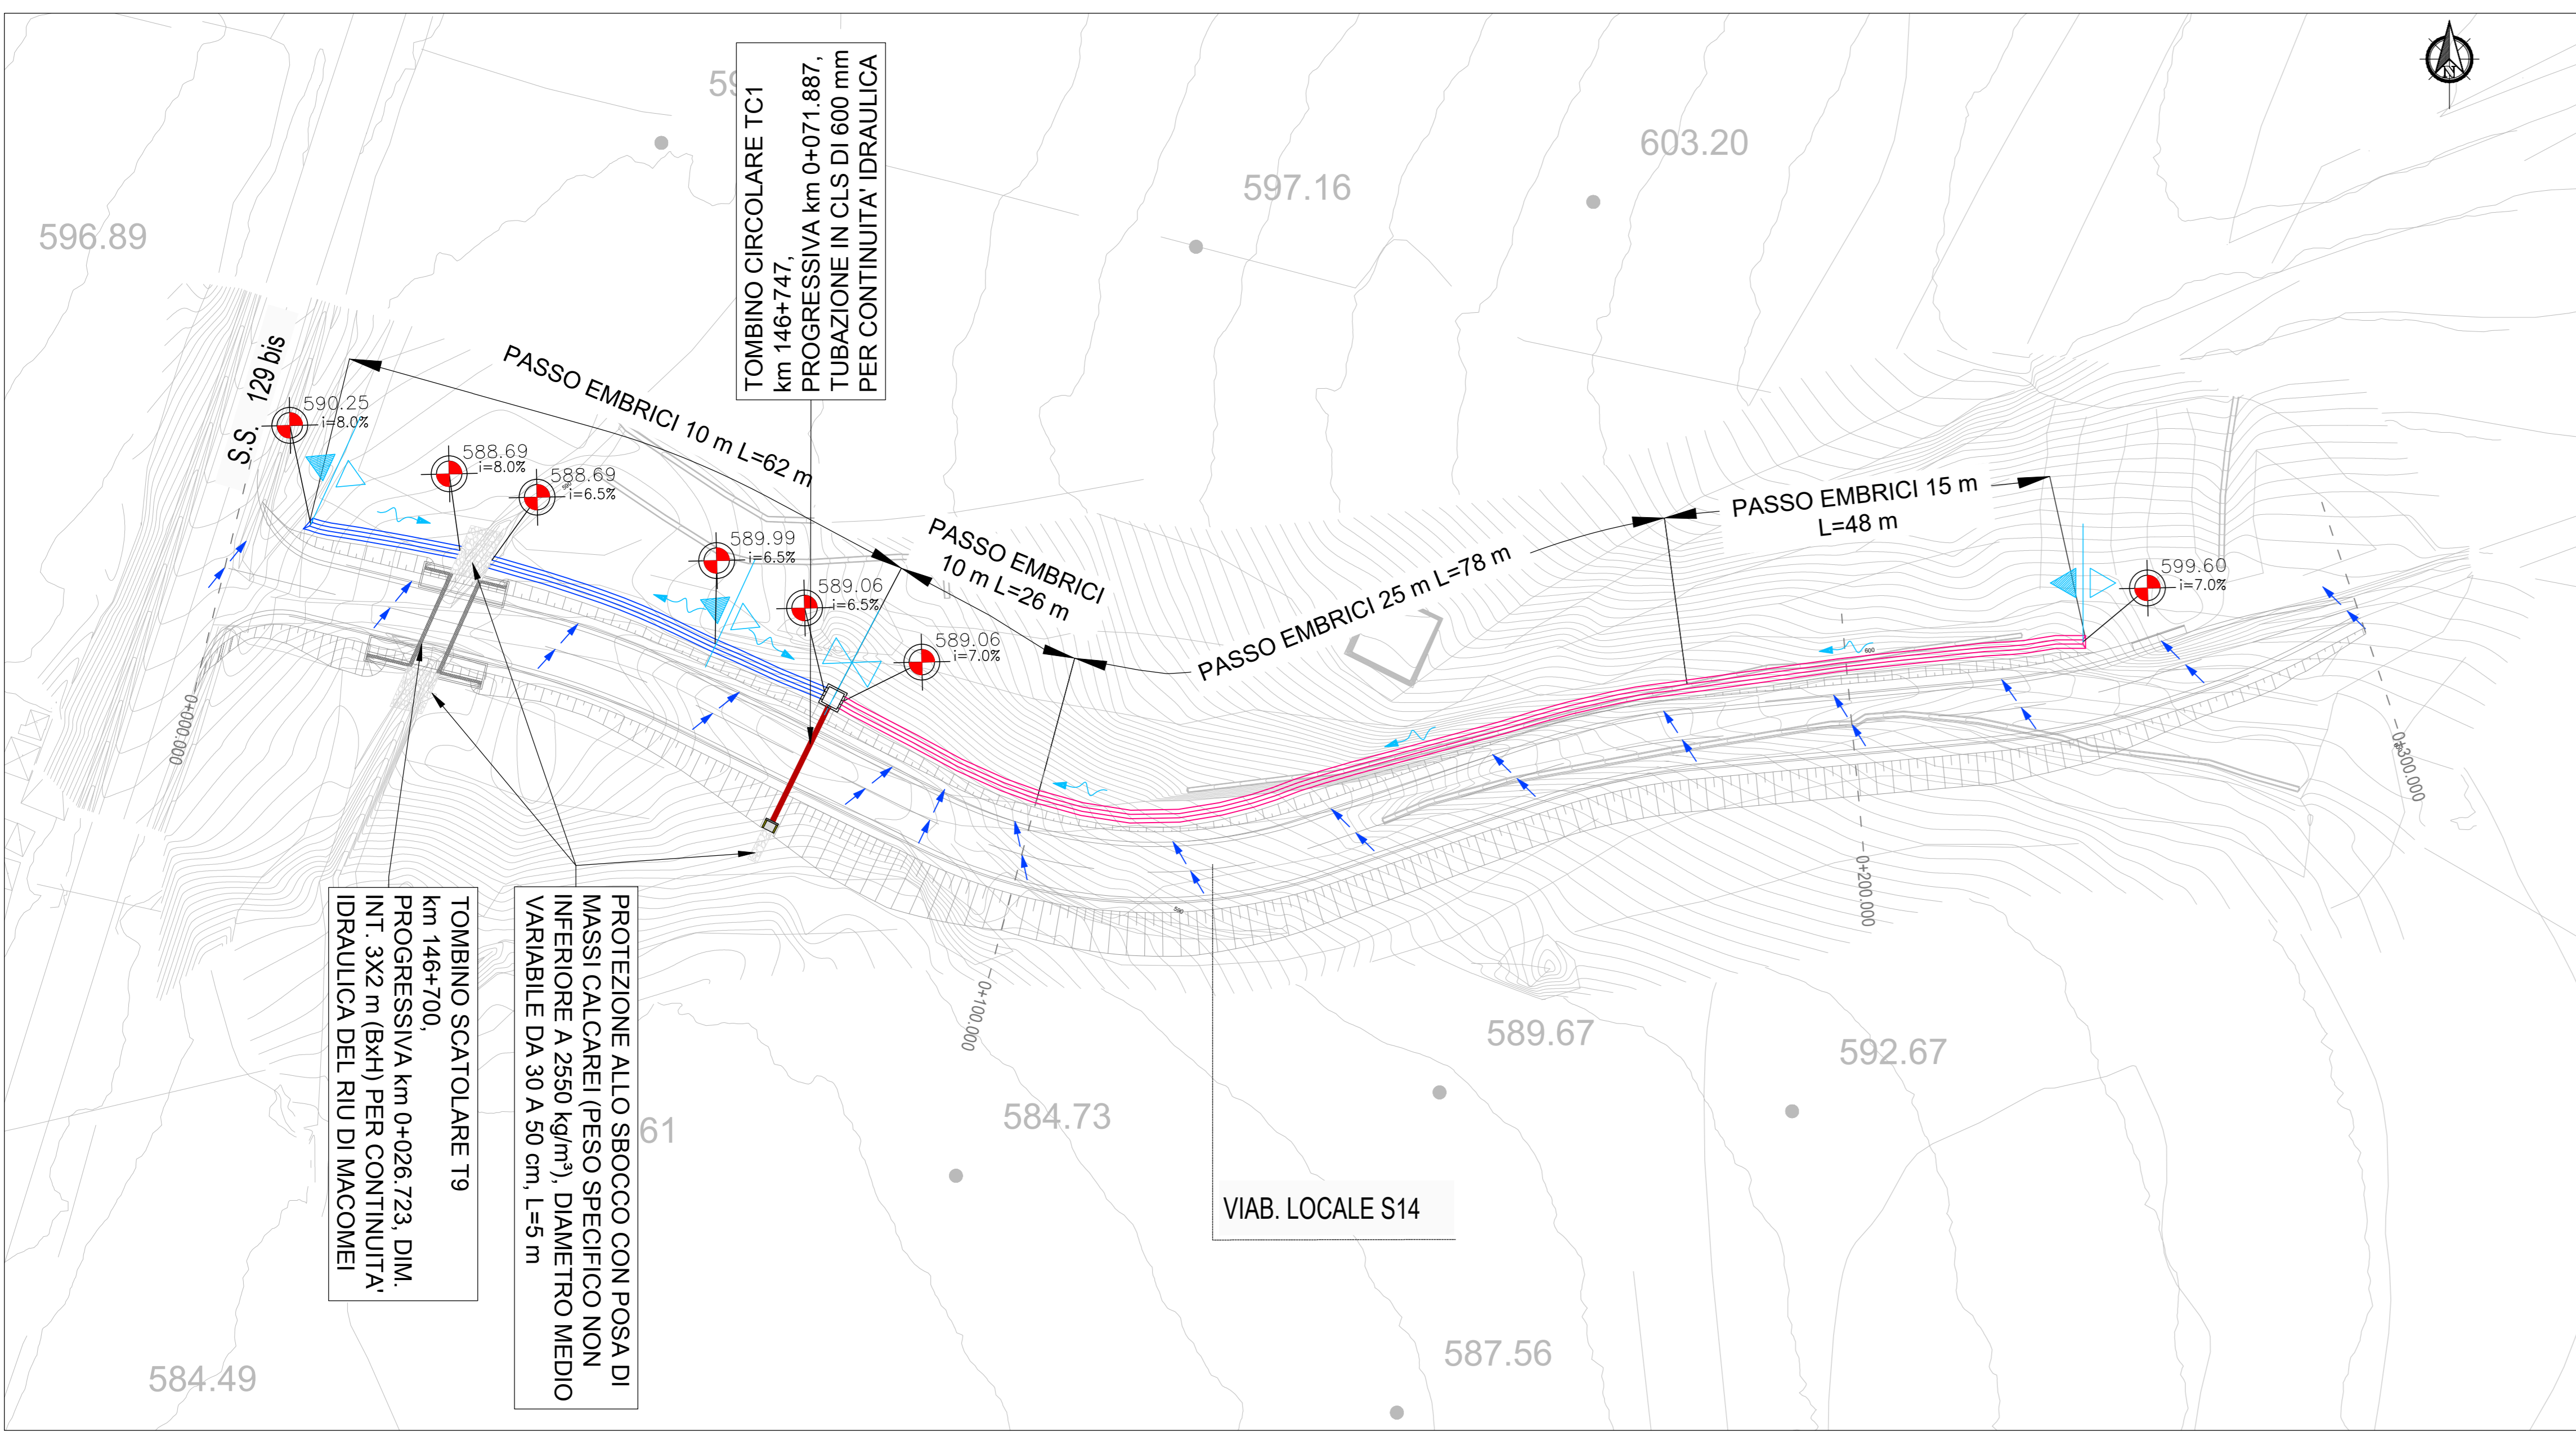 N
596.89
597.16
603.20
TOMBINO CIRCOLARE TC1
km 146+747,
PROGRESSIVA km 0+071.887,
TUBAZIONE IN CLS DI 600 mm
PER CONTINUITA' IDRAULICA
S.S. 129 bis
PASSO EMBRICI 10 m L=62 m
PASSO EMBRICI
10 m L=26 m
PASSO EMBRICI 25 m L=78 m
PASSO EMBRICI 15 m
L=48 m
590.25
i=8.0%
588.69
i=8.0%
588.69
i=6.5%
589.99
i=6.5%
589.06
i=6.5%
589.06
i=7.0%
599.60
i=7.0%
600
590
0+000.000
0+100.000
0+200.000
0+300.000
TOMBINO SCATOLARE T9
km 146+700,
PROGRESSIVA km 0+026.723, DIM.
INT. 3X2 m (BxH) PER CONTINUITA'
IDRAULICA DEL RIU DI MACOMEI
PROTEZIONE ALLO SBOCCO CON POSA DI
MASSI CALCAREI (PESO SPECIFICO NON
INFERIORE A 2550 kg/m³), DIAMETRO MEDIO
VARIABILE DA 30 A 50 cm, L=5 m
61
584.73
589.67
592.67
VIAB. LOCALE S14
584.49
587.56